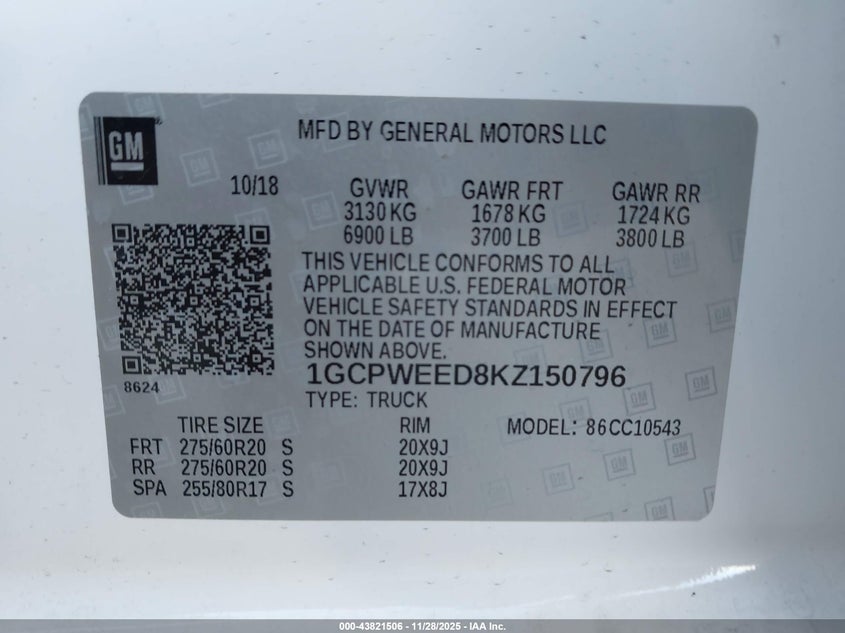 GM
MFD BY GENERAL MOTORS LLC
10/18
GVWR GAWR FRT GAWR RR
3130 KG 1678 KG 1724 KG
6900 LB 3700 LB 3800 LB
THIS VEHICLE CONFORMS TO ALL
APPLICABLE U.S. FEDERAL MOTOR
VEHICLE SAFETY STANDARDS IN EFFECT
ON THE DATE OF MANUFACTURE
SHOWN ABOVE.
8624
1GCPWEED8KZ150796
TYPE: TRUCK
TIRE SIZE RIM MODEL: 86CC10543
FRT 275/60R20 S 20X9J
RR 275/60R20 S 20X9J
SPA 255/80R17 S 17X8J
000-43821506 - 11/28/2025 - IAA Inc.